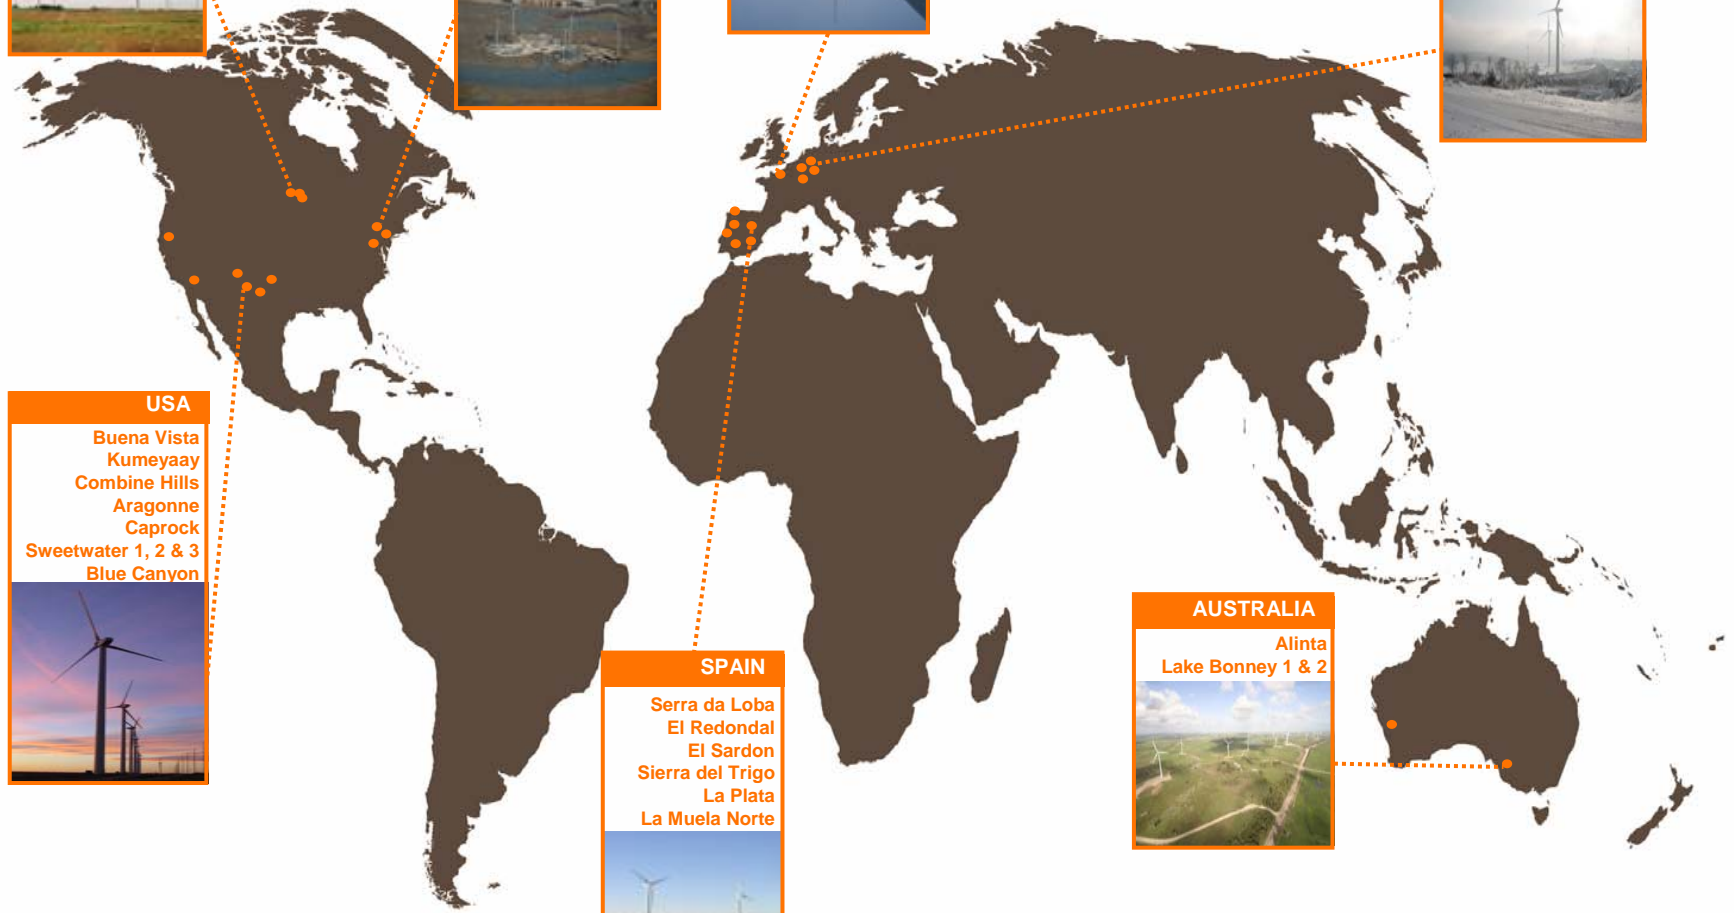 USA
Buena Vista
Kumeyaay
Combine Hills
Aragonne
Caprock
Sweetwater 1, 2 & 3
Blue Canyon
SPAIN
Serra da Loba
El Redondal
El Sardon
Sierra del Trigo
La Plata
La Muela Norte
AUSTRALIA
Alinta
Lake Bonney 1 & 2